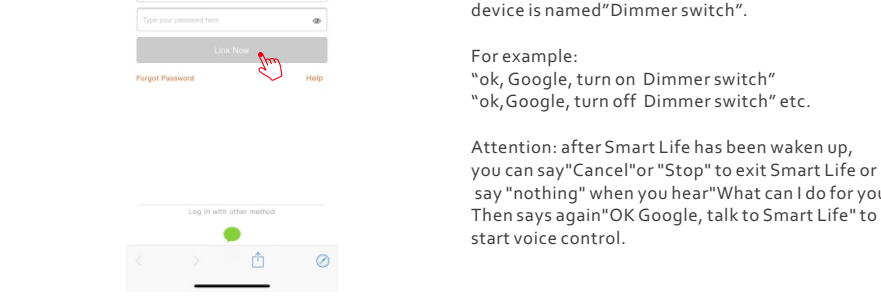 Type your password here
Link Now
Forgot Password Help
Log in with other method
device is named"Dimmer switch".
For example:
"ok, Google, turn on Dimmer switch"
"ok,Google, turn off Dimmer switch" etc.
Attention: after Smart Life has been waken up,
you can say"Cancel"or "Stop" to exit Smart Life or
say "nothing" when you hear"What can I do for you
Then says again"OK Google, talk to Smart Life" to
start voice control.